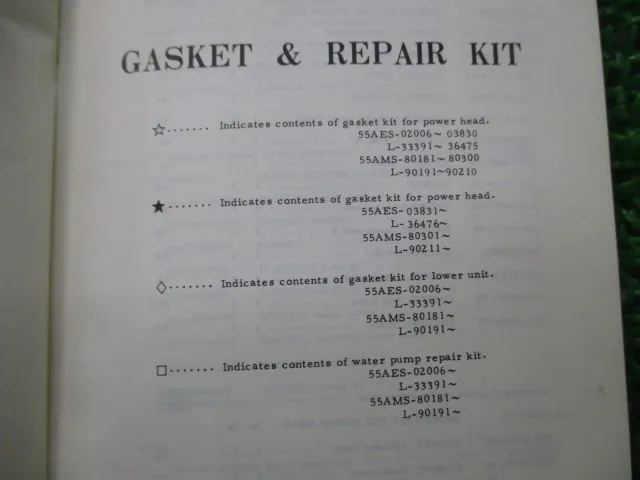 GASKET & REPAIR KIT
☆....... Indicates contents of gasket kit for power head.
55AES-02006~ 03830
L-33391~ 36475
55AMS-80181~ 80300
L-90191~90210
★....... Indicates contents of gasket kit for power head.
55AES- 03831~
L- 36476~
55AMS-80301~
L-90211~
◇....... Indicates contents of gasket kit for lower unit.
55AES-02006~
L-33391~
55AMS-80181~
L-90191~
□....... Indicates contents of water pump repair kit.
55AES-02006~
L-33391~
55AMS-80181~
L-90191~